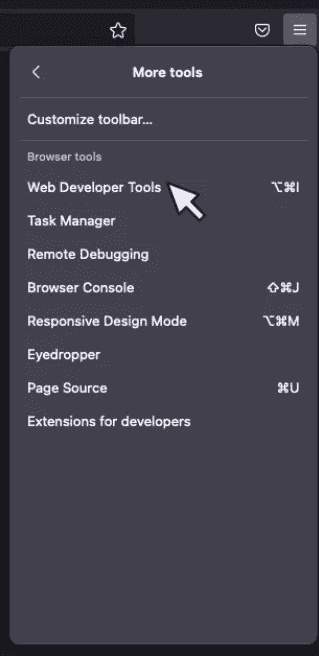 More tools
Customize toolbar...
Browser tools
Web Developer Tools ⌥⌘I
Task Manager
Remote Debugging
Browser Console ⇧⌘J
Responsive Design Mode ⌥⌘M
Eyedropper
Page Source ⌘U
Extensions for developers